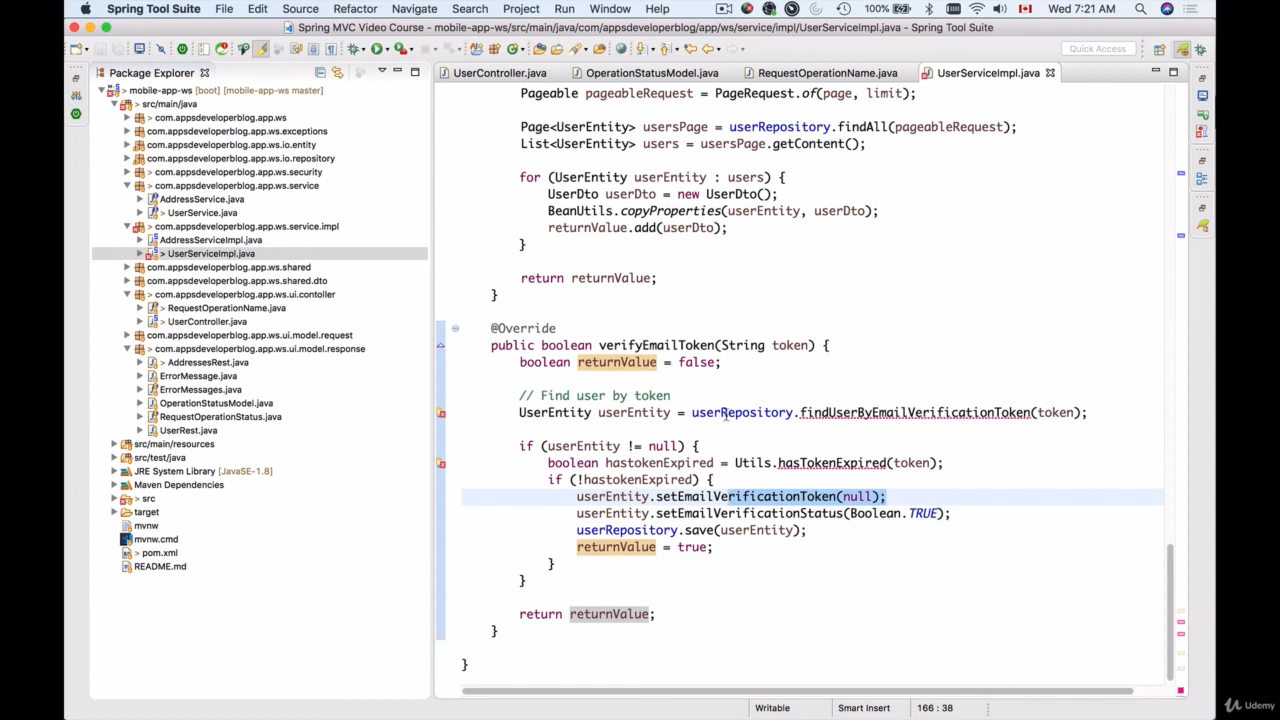 Spring Tool Suite File Edit Source Refactor Navigate Search Project Run Window Help 100% Wed 7:21 AM
Spring MVC Video Course - mobile-app-ws/src/main/java/com/appsdeveloperblog/app/ws/service/impl/UserServiceImpl.java - Spring Tool Suite
Quick Access
Package Explorer
UserController.java OperationStatusModel.java RequestOperationName.java UserServiceImpl.java
mobile-app-ws [boot] [mobile-app-ws master]
> src/main/java
> com.appsdeveloperblog.app.ws
> com.appsdeveloperblog.app.ws.exceptions
> com.appsdeveloperblog.app.ws.io.entity
> com.appsdeveloperblog.app.ws.io.repository
> com.appsdeveloperblog.app.ws.security
> com.appsdeveloperblog.app.ws.service
AddressService.java
> UserService.java
> com.appsdeveloperblog.app.ws.service.impl
AddressServiceImpl.java
> UserServiceImpl.java
> com.appsdeveloperblog.app.ws.shared
> com.appsdeveloperblog.app.ws.shared.dto
> com.appsdeveloperblog.app.ws.ui.contoller
> RequestOperationName.java
> UserController.java
> com.appsdeveloperblog.app.ws.ui.model.request
> com.appsdeveloperblog.app.ws.ui.model.response
> AddressesRest.java
ErrorMessage.java
ErrorMessages.java
OperationStatusModel.java
RequestOperationStatus.java
UserRest.java
src/main/resources
src/test/java
JRE System Library [JavaSE-1.8]
Maven Dependencies
> src
target
mvnw
mvnw.cmd
> pom.xml
README.md
Pageable pageableRequest = PageRequest.of(page, limit);
Page<UserEntity> usersPage = userRepository.findAll(pageableRequest);
List<UserEntity> users = usersPage.getContent();
for (UserEntity userEntity : users) {
UserDto userDto = new UserDto();
BeanUtils.copyProperties(userEntity, userDto);
returnValue.add(userDto);
}
return returnValue;
}
@Override
public boolean verifyEmailToken(String token) {
boolean returnValue = false;
// Find user by token
UserEntity userEntity = userRepository.findUserByEmailVerificationToken(token);
if (userEntity != null) {
boolean hastokenExpired = Utils.hasTokenExpired(token);
if (!hastokenExpired) {
userEntity.setEmailVerificationToken(null);
userEntity.setEmailVerificationStatus(Boolean.TRUE);
userRepository.save(userEntity);
returnValue = true;
}
}
return returnValue;
}
}
Writable Smart Insert 166 : 38
Udemy